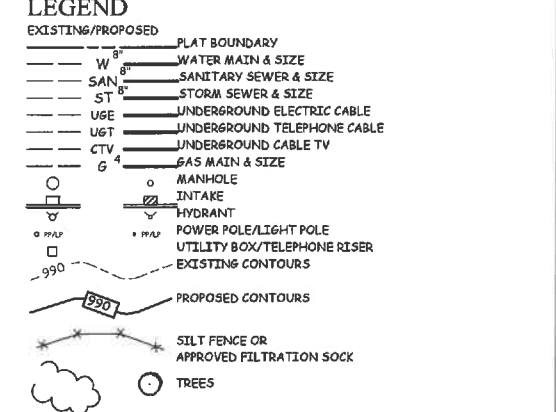 LEGEND
EXISTING/PROPOSED
PLAT BOUNDARY
W 8" WATER MAIN & SIZE
SAN 8" SANITARY SEWER & SIZE
ST 8" STORM SEWER & SIZE
UGE UNDERGROUND ELECTRIC CABLE
UGT UNDERGROUND TELEPHONE CABLE
CTV UNDERGROUND CABLE TV
G 4 GAS MAIN & SIZE
MANHOLE
INTAKE
HYDRANT
PP/LP PP/LP POWER POLE/LIGHT POLE
UTILITY BOX/TELEPHONE RISER
990 EXISTING CONTOURS
990 PROPOSED CONTOURS
SILT FENCE OR
APPROVED FILTRATION SOCK
TREES